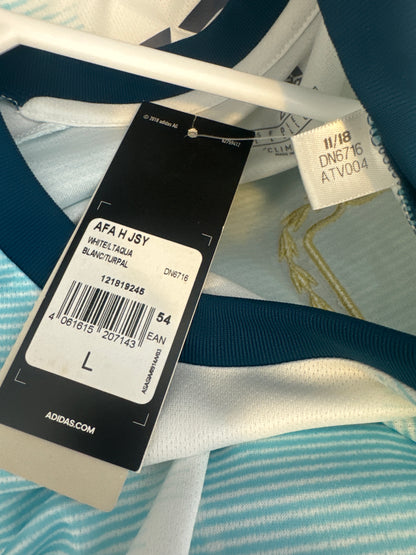 © 2018 adidas AG
AFA H JSY
WHITE/LTAQUA
BLANC/TURPAL
DN6716
121819245
4 061615 207143
54
EAN
L
ADIDAS.COM
11/18
DN6716
ATV004
CLIM